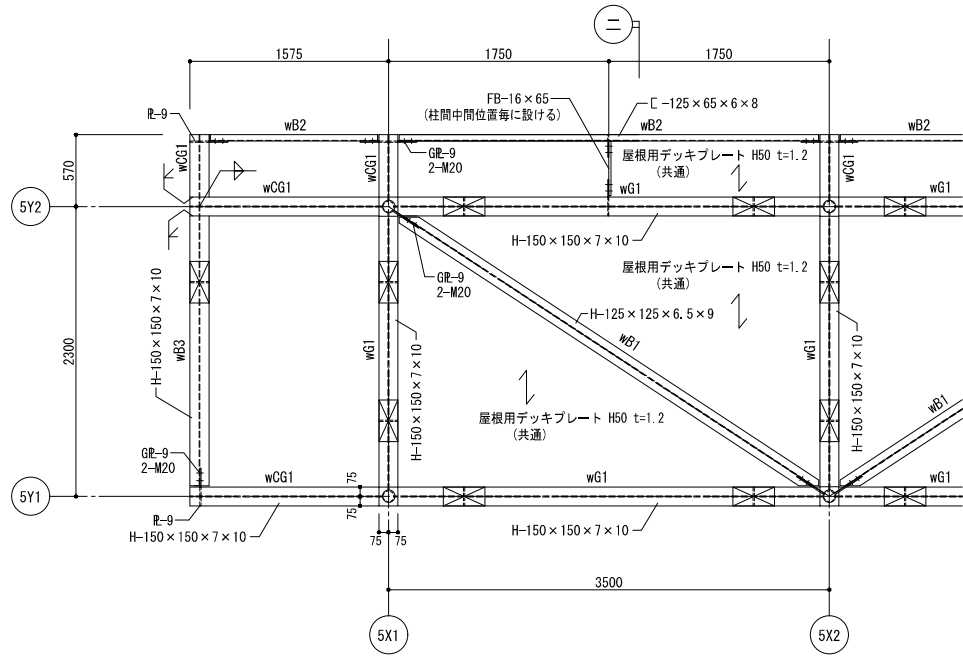 二
1575
1750
1750
FB-16×65
(柱間中間位置毎に設ける)
[-125×65×6×8
PL-9
wB2
wB2
wB2
570
wCG1
wCG1
wCG1
GPL-9
2-M20
屋根用デッキプレート H50 t=1.2
(共通)
wCG1
wG1
wG1
5Y2
H-150×150×7×10
GPL-9
2-M20
屋根用デッキプレート H50 t=1.2
(共通)
H-125×125×6.5×9
wB1
2300
wB3
H-150×150×7×10
wG1
H-150×150×7×10
wG1
H-150×150×7×10
wB1
屋根用デッキプレート H50 t=1.2
(共通)
GPL-9
2-M20
wCG1
75
75
wG1
wG1
5Y1
PL-9
H-150×150×7×10
75
75
H-150×150×7×10
3500
5X1
5X2